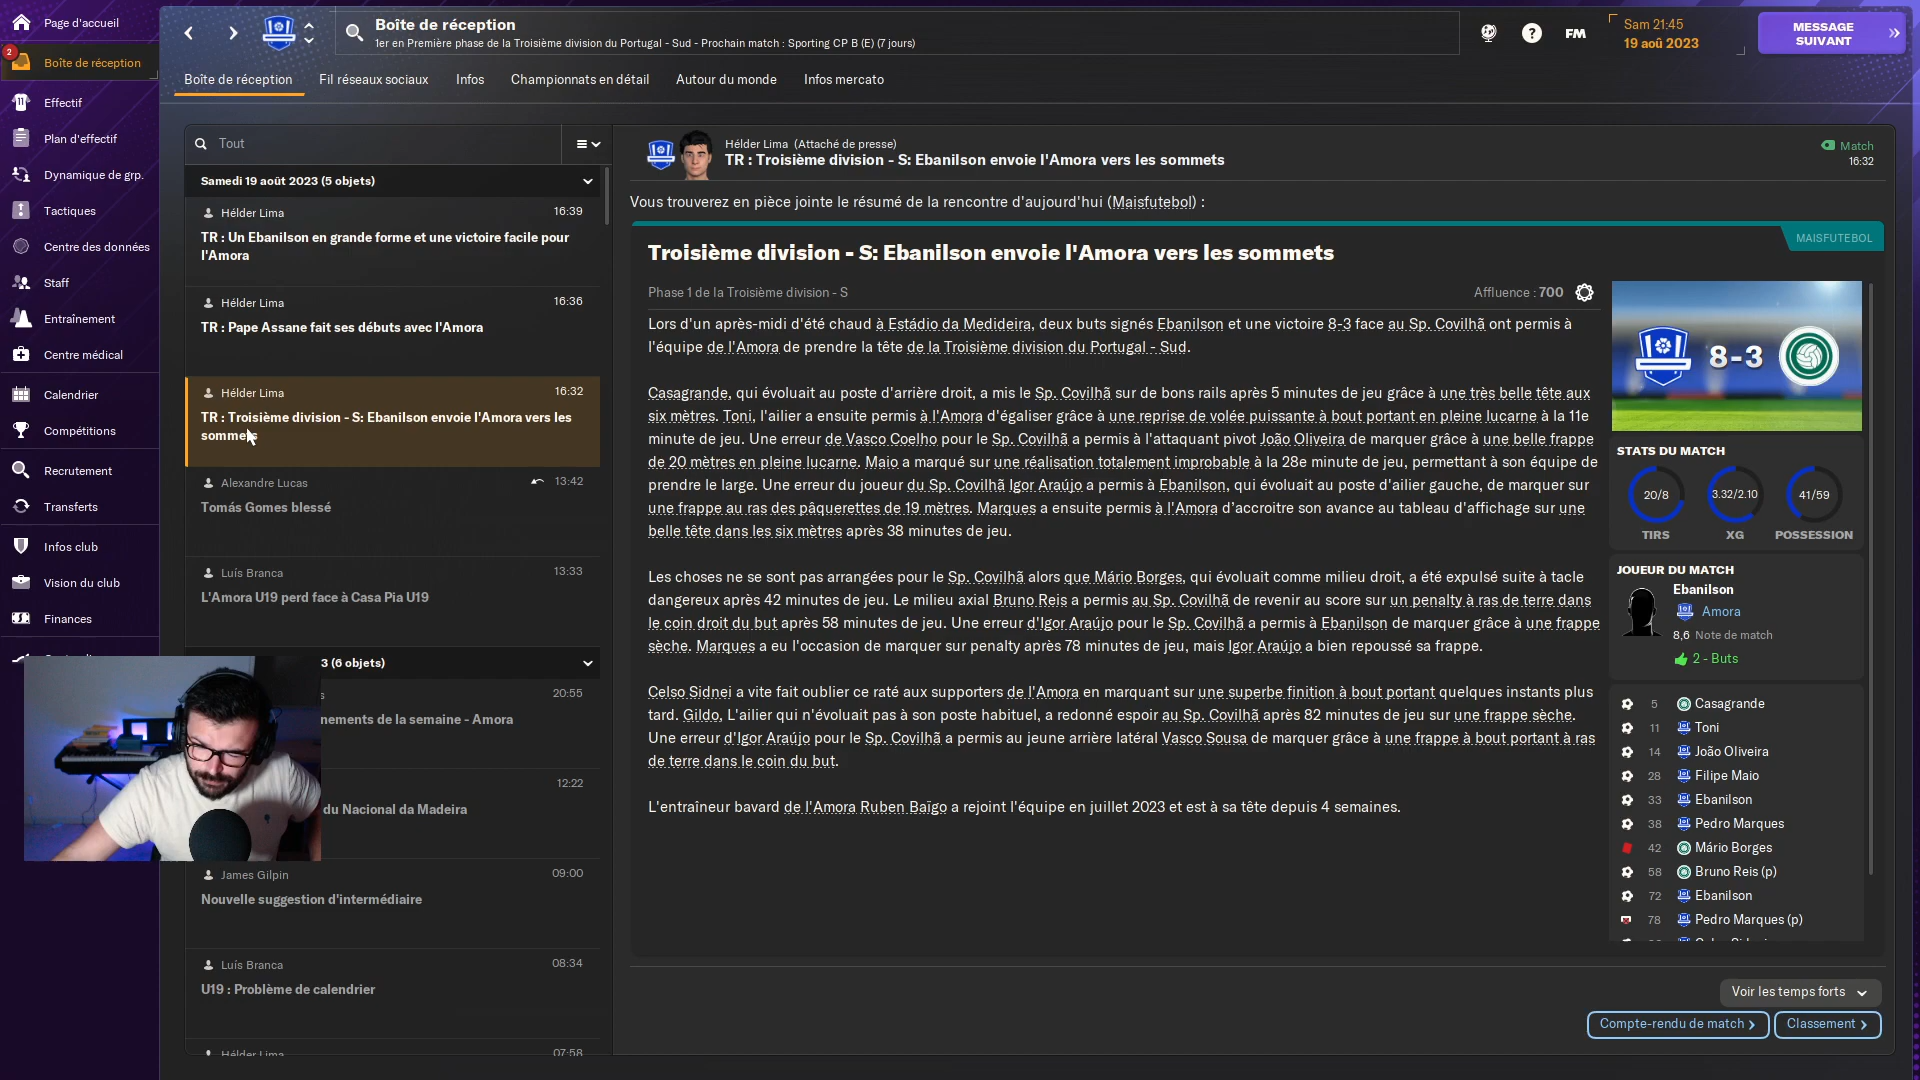 Page d'accueil
2
Boîte de réception
Effectif
Plan d'effectif
Dynamique de grp.
Tactiques
Centre des données
Staff
Entraînement
Centre médical
Calendrier
Compétitions
Recrutement
Transferts
Infos club
Vision du club
Finances
Boîte de réception
1er en Première phase de la Troisième division du Portugal - Sud - Prochain match : Sporting CP B (E) (7 jours)
FM
Sam 21:45
19 aoû 2023
MESSAGE
SUIVANT
Boîte de réception
Fil réseaux sociaux
Infos
Championnats en détail
Autour du monde
Infos mercato
Tout
Samedi 19 août 2023 (5 objets)
Hélder Lima 16:39
TR : Un Ebanilson en grande forme et une victoire facile pour
l'Amora
Hélder Lima 16:36
TR : Pape Assane fait ses débuts avec l'Amora
Hélder Lima 16:32
TR : Troisième division - S: Ebanilson envoie l'Amora vers les
sommets
Alexandre Lucas 13:42
Tomás Gomes blessé
Luís Branca 13:33
L'Amora U19 perd face à Casa Pia U19
3 (6 objets)
20:55
nements de la semaine - Amora
12:22
du Nacional da Madeira
James Gilpin 09:00
Nouvelle suggestion d'intermédiaire
Luís Branca 08:34
U19 : Problème de calendrier
Hélder Lima 07:58
Hélder Lima (Attaché de presse)
TR : Troisième division - S: Ebanilson envoie l'Amora vers les sommets
Match
16:32
Vous trouverez en pièce jointe le résumé de la rencontre d'aujourd'hui (Maisfutebol) :
MAISFUTEBOL
Troisième division - S: Ebanilson envoie l'Amora vers les sommets
Phase 1 de la Troisième division - S
Affluence : 700
Lors d'un après-midi d'été chaud à Estádio da Medideira, deux buts signés Ebanilson et une victoire 8-3 face au Sp. Covilhã ont permis à
l'équipe de l'Amora de prendre la tête de la Troisième division du Portugal - Sud.
Casagrande, qui évoluait au poste d'arrière droit, a mis le Sp. Covilhã sur de bons rails après 5 minutes de jeu grâce à une très belle tête aux
six mètres. Toni, l'ailier a ensuite permis à l'Amora d'égaliser grâce à une reprise de volée puissante à bout portant en pleine lucarne à la 11e
minute de jeu. Une erreur de Vasco Coelho pour le Sp. Covilhã a permis à l'attaquant pivot João Oliveira de marquer grâce à une belle frappe
de 20 mètres en pleine lucarne. Maio a marqué sur une réalisation totalement improbable à la 28e minute de jeu, permettant à son équipe de
prendre le large. Une erreur du joueur du Sp. Covilhã Igor Araújo a permis à Ebanilson, qui évoluait au poste d'ailier gauche, de marquer sur
une frappe au ras des pâquerettes de 19 mètres. Marques a ensuite permis à l'Amora d'accroitre son avance au tableau d'affichage sur une
belle tête dans les six mètres après 38 minutes de jeu.
Les choses ne se sont pas arrangées pour le Sp. Covilhã alors que Mário Borges, qui évoluait comme milieu droit, a été expulsé suite à tacle
dangereux après 42 minutes de jeu. Le milieu axial Bruno Reis a permis au Sp. Covilhã de revenir au score sur un penalty à ras de terre dans
le coin droit du but après 58 minutes de jeu. Une erreur d'Igor Araújo pour le Sp. Covilhã a permis à Ebanilson de marquer grâce à une frappe
sèche. Marques a eu l'occasion de marquer sur penalty après 78 minutes de jeu, mais Igor Araújo a bien repoussé sa frappe.
Celso Sidnei a vite fait oublier ce raté aux supporters de l'Amora en marquant sur une superbe finition à bout portant quelques instants plus
tard. Gildo, L'ailier qui n'évoluait pas à son poste habituel, a redonné espoir au Sp. Covilhã après 82 minutes de jeu sur une frappe sèche.
Une erreur d'Igor Araújo pour le Sp. Covilhã a permis au jeune arrière latéral Vasco Sousa de marquer grâce à une frappe à bout portant à ras
de terre dans le coin du but.
L'entraîneur bavard de l'Amora Ruben Baïgo a rejoint l'équipe en juillet 2023 et est à sa tête depuis 4 semaines.
8-3
STATS DU MATCH
20/8
3.32/2.10
41/59
TIRS
XG
POSSESSION
JOUEUR DU MATCH
Ebanilson
Amora
8,6 Note de match
2 - Buts
5 Casagrande
11 Toni
14 João Oliveira
28 Filipe Maio
33 Ebanilson
38 Pedro Marques
42 Mário Borges
58 Bruno Reis (p)
72 Ebanilson
78 Pedro Marques (p)
Voir les temps forts
Compte-rendu de match
Classement